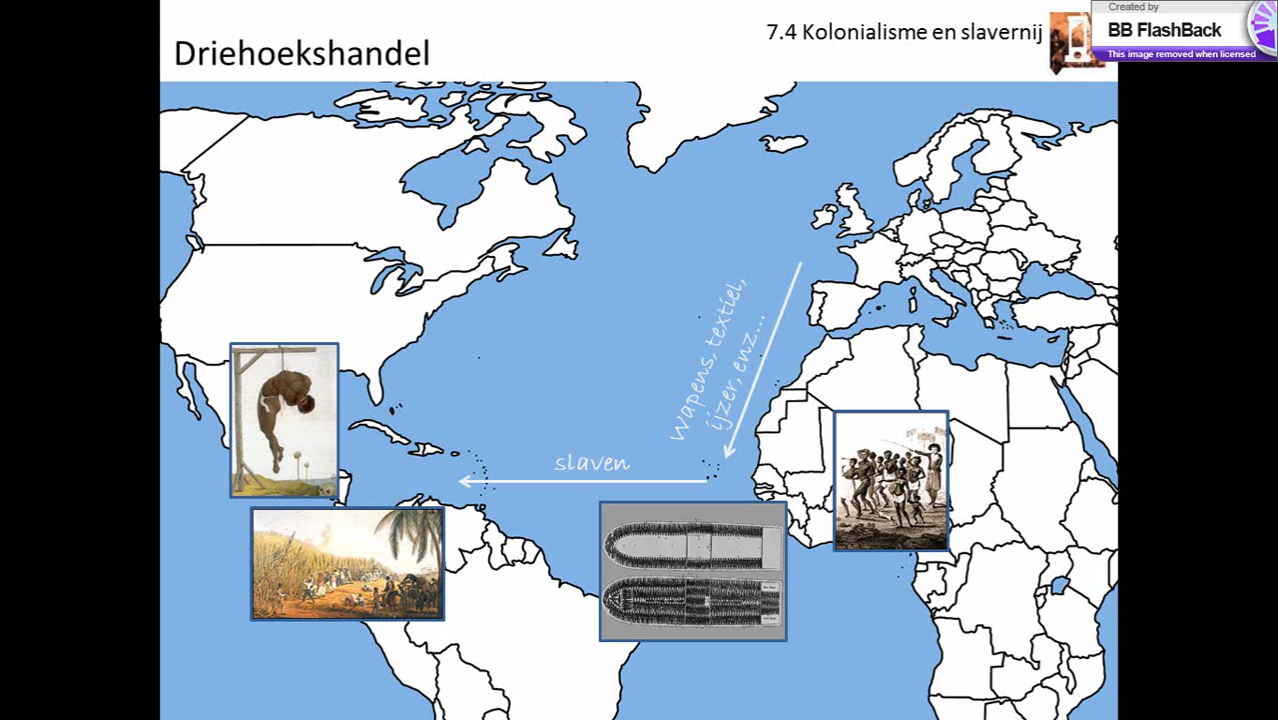 7.4 Kolonialisme en slavernij
Driehoekshandel
Created by
BB FlashBack
This image removed when licensed
Wapens, textiel,
ijzer, enz...
slaven